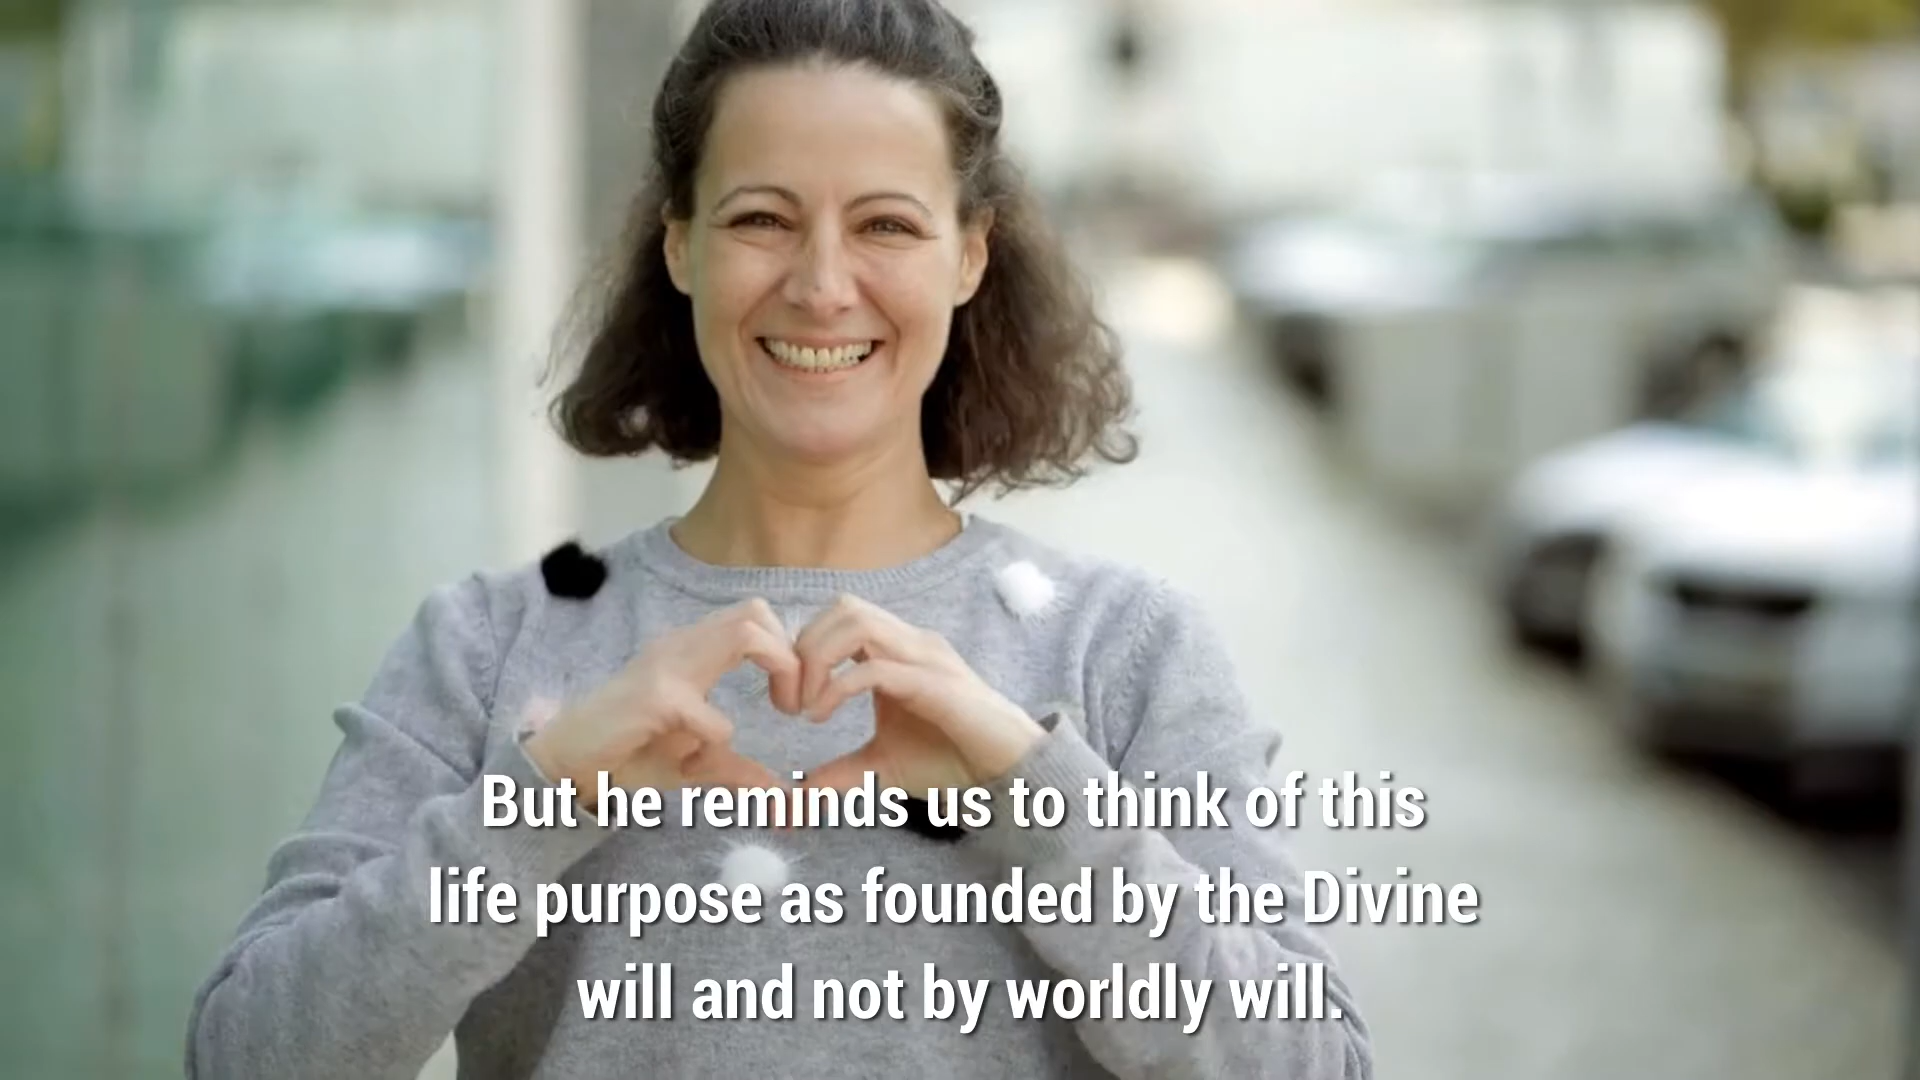 But he reminds us to think of this
life purpose as founded by the Divine
will and not by worldly will.